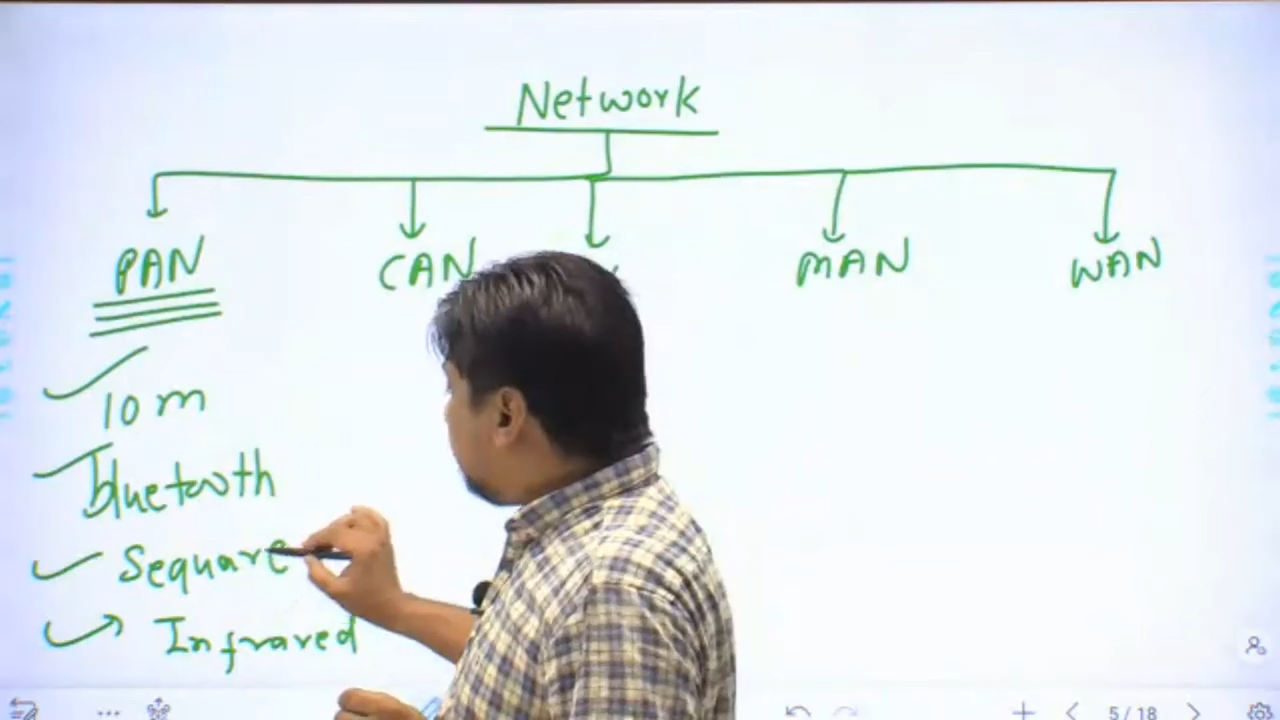 Network
PAN CAN MAN WAN
10 m
bluetooth
Sequare
Infrared
5 / 18